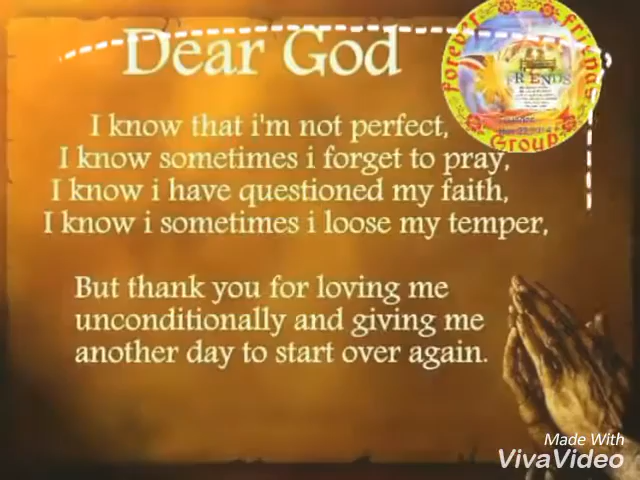 Dear God
I know that i'm not perfect,
I know sometimes i forget to pray,
I know i have questioned my faith,
I know i sometimes i loose my temper,
But thank you for loving me
unconditionally and giving me
another day to start over again.
Forever Friends
FRIENDS
Group
Made With
VivaVideo